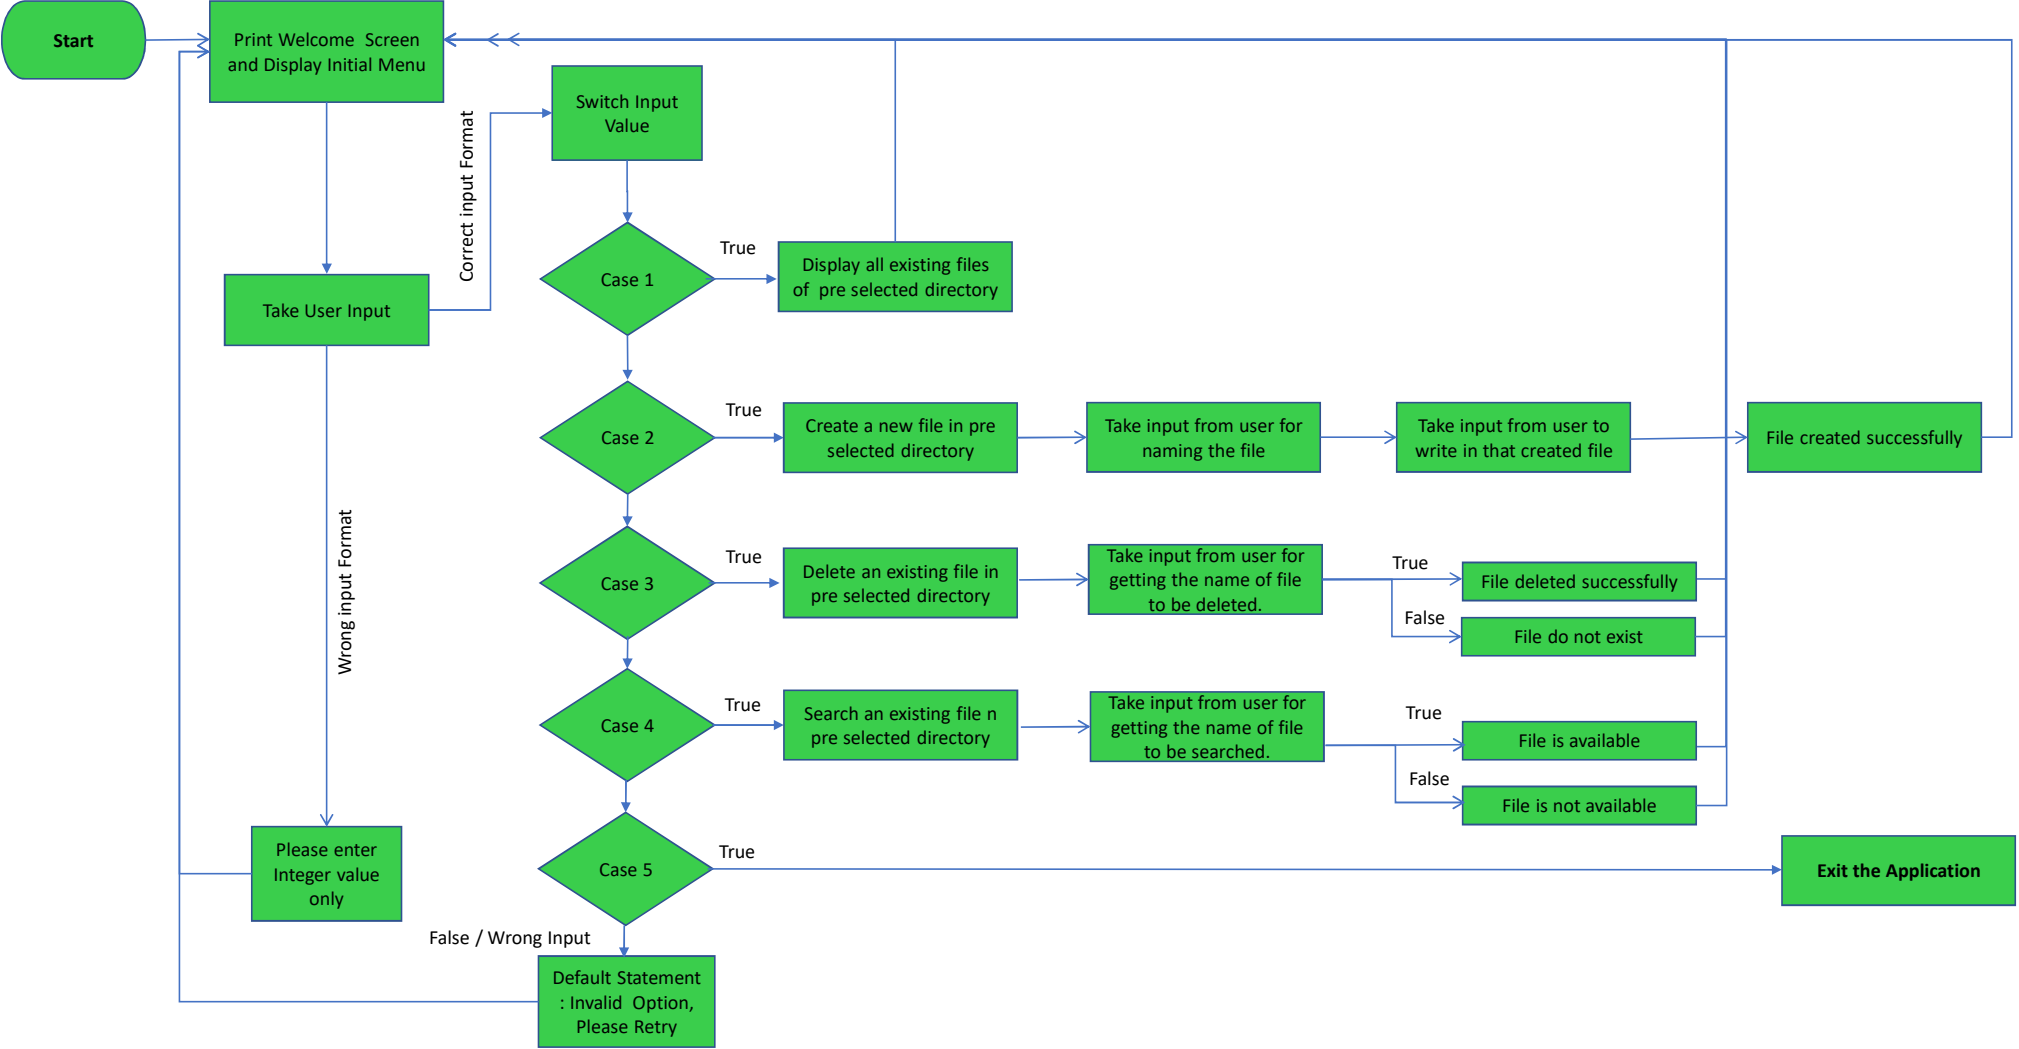 Start
Print Welcome Screen
and Display Initial Menu
Switch Input
Value
Correct input Format
True
Case 1
Display all existing files
of pre selected directory
Take User Input
True
Case 2
Create a new file in pre
selected directory
Take input from user for
naming the file
Take input from user to
write in that created file
File created successfully
Wrong input Format
True
Case 3
Delete an existing file in
pre selected directory
Take input from user for
getting the name of file
to be deleted.
True
File deleted successfully
False
File do not exist
True
Case 4
Search an existing file n
pre selected directory
Take input from user for
getting the name of file
to be searched.
True
File is available
False
File is not available
Please enter
Integer value
only
True
Case 5
Exit the Application
False / Wrong Input
Default Statement
: Invalid Option,
Please Retry